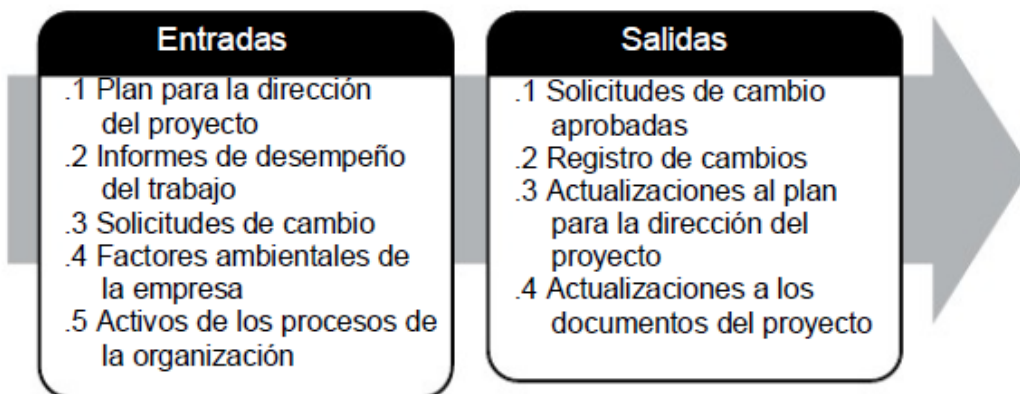 Entradas
.1 Plan para la dirección
del proyecto
.2 Informes de desempeño
del trabajo
.3 Solicitudes de cambio
.4 Factores ambientales de
la empresa
.5 Activos de los procesos de
la organización
Salidas
.1 Solicitudes de cambio
aprobadas
.2 Registro de cambios
.3 Actualizaciones al plan
para la dirección del
proyecto
.4 Actualizaciones a los
documentos del proyecto